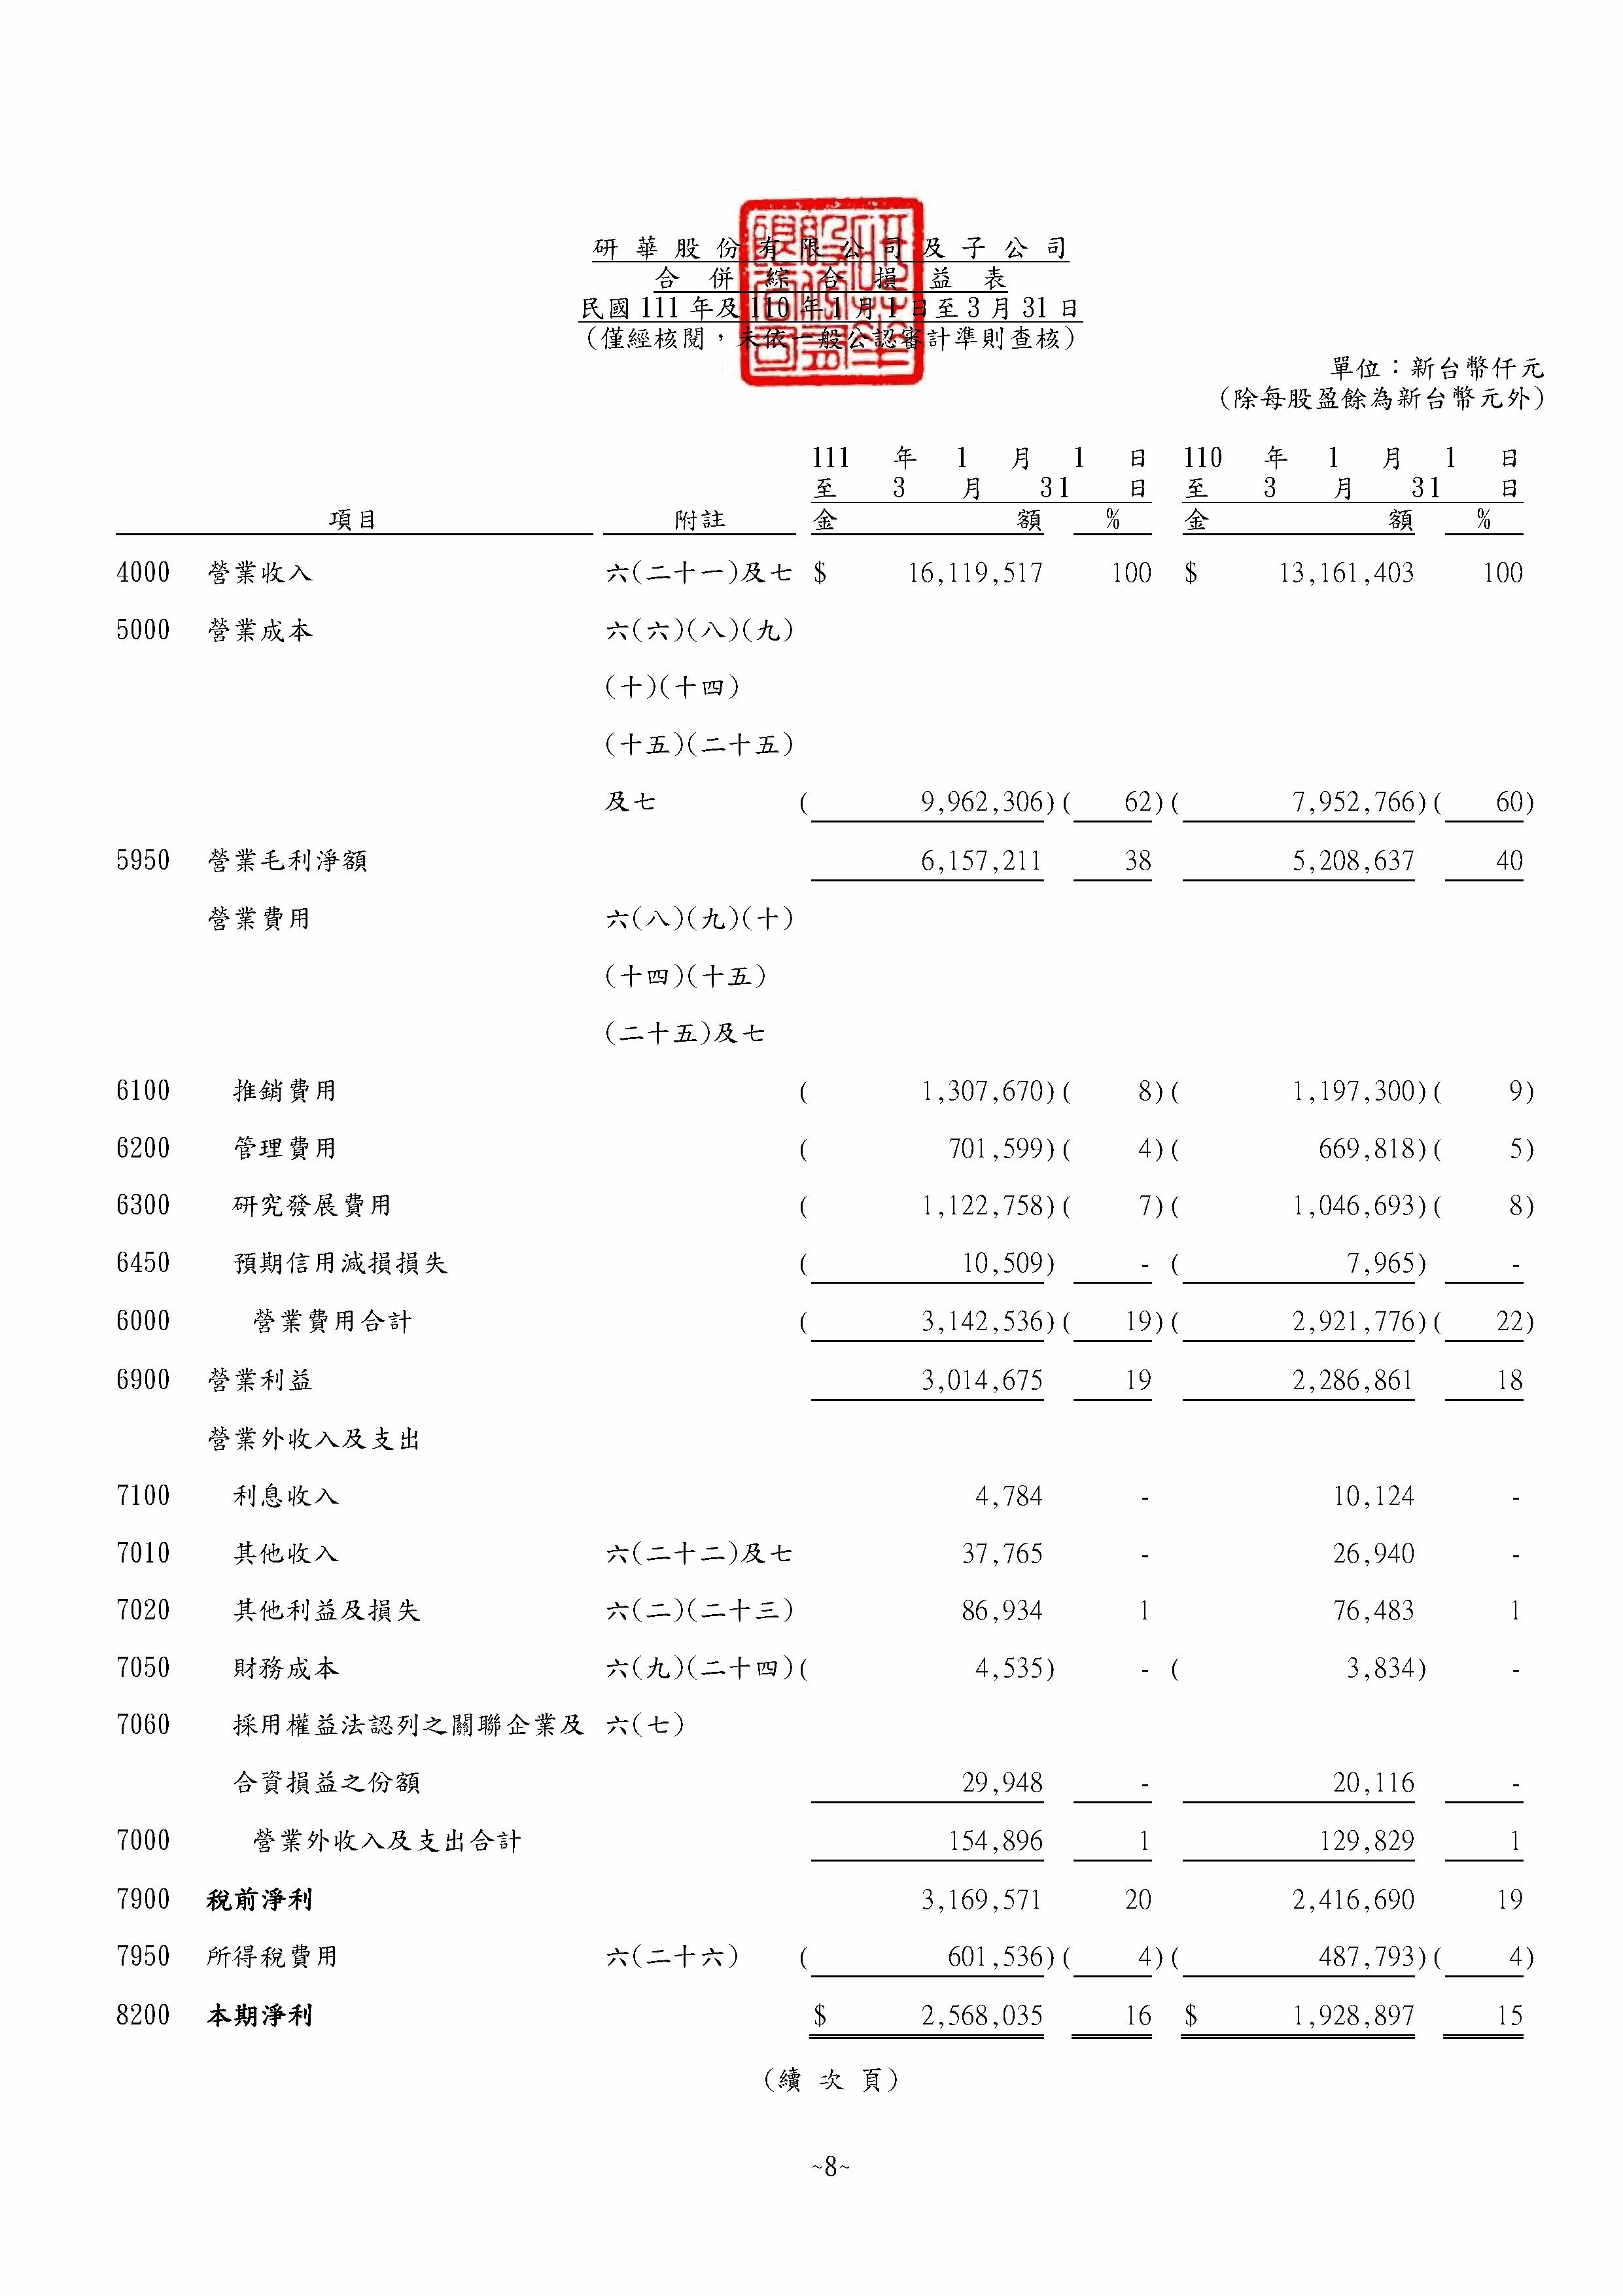 研華股份有限公司及子公司
合併綜合損益表
民國 111 年及 110 年 1 月 1 日至 3 月 31 日
(僅經核閱，未依一般公認審計準則查核)
單位：新台幣仟元
(除每股盈餘為新台幣元外)
111 年 1 月 1 日 110 年 1 月 1 日
至 3 月 31 日 至 3 月 31 日
項目 附註 金額 % 金額 %
4000 營業收入 六(二十一)及七 $ 16,119,517 100 $ 13,161,403 100
5000 營業成本 六(六)(八)(九)
(十)(十四)
(十五)(二十五)
及七 ( 9,962,306)( 62)( 7,952,766)( 60)
5950 營業毛利淨額 6,157,211 38 5,208,637 40
營業費用 六(八)(九)(十)
(十四)(十五)
(二十五)及七
6100 推銷費用 ( 1,307,670)( 8)( 1,197,300)( 9)
6200 管理費用 ( 701,599)( 4)( 669,818)( 5)
6300 研究發展費用 ( 1,122,758)( 7)( 1,046,693)( 8)
6450 預期信用減損損失 ( 10,509) - ( 7,965) -
6000 營業費用合計 ( 3,142,536)( 19)( 2,921,776)( 22)
6900 營業利益 3,014,675 19 2,286,861 18
營業外收入及支出
7100 利息收入 4,784 - 10,124 -
7010 其他收入 六(二十二)及七 37,765 - 26,940 -
7020 其他利益及損失 六(二)(二十三) 86,934 1 76,483 1
7050 財務成本 六(九)(二十四)( 4,535) - ( 3,834) -
7060 採用權益法認列之關聯企業及 六(七)
合資損益之份額 29,948 - 20,116 -
7000 營業外收入及支出合計 154,896 1 129,829 1
7900 稅前淨利 3,169,571 20 2,416,690 19
7950 所得稅費用 六(二十六) ( 601,536)( 4)( 487,793)( 4)
8200 本期淨利 $ 2,568,035 16 $ 1,928,897 15
(續次頁)
~8~